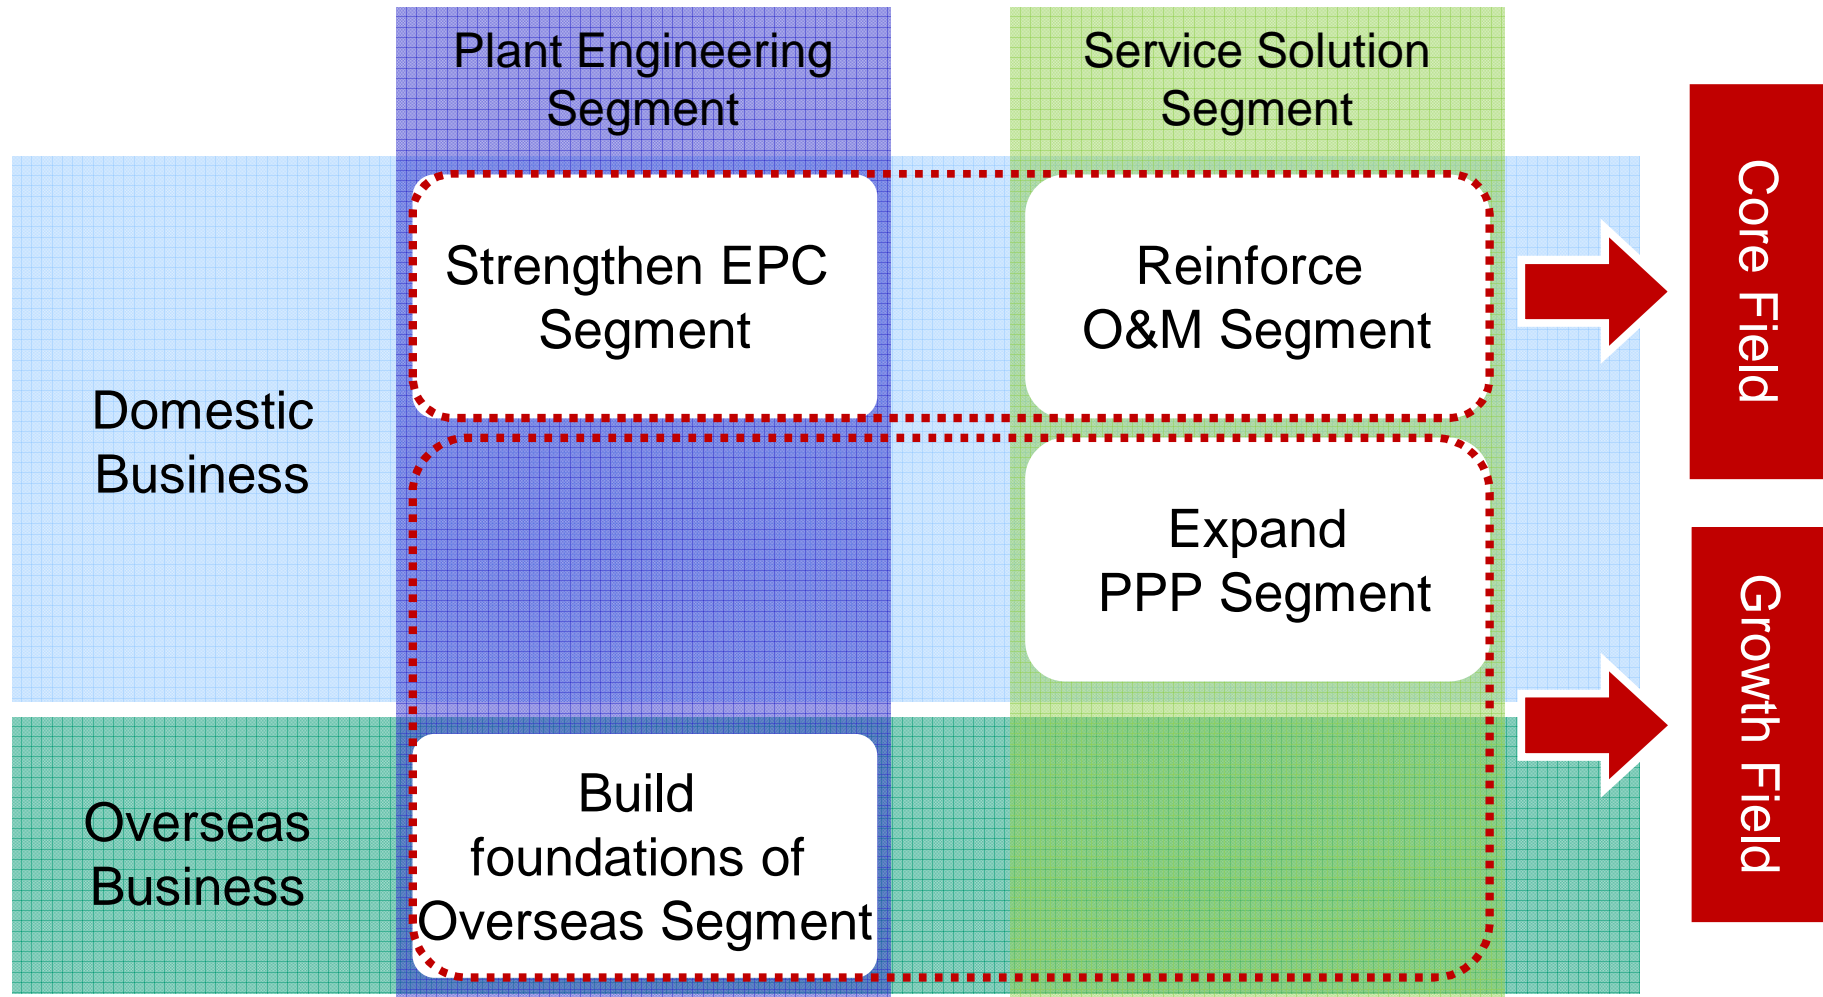 Plant Engineering
Segment
Service Solution
Segment
Strengthen EPC
Segment
Reinforce
O&M Segment
Core Field
Domestic
Business
Expand
PPP Segment
Growth Field
Overseas
Business
Build
foundations of
Overseas Segment